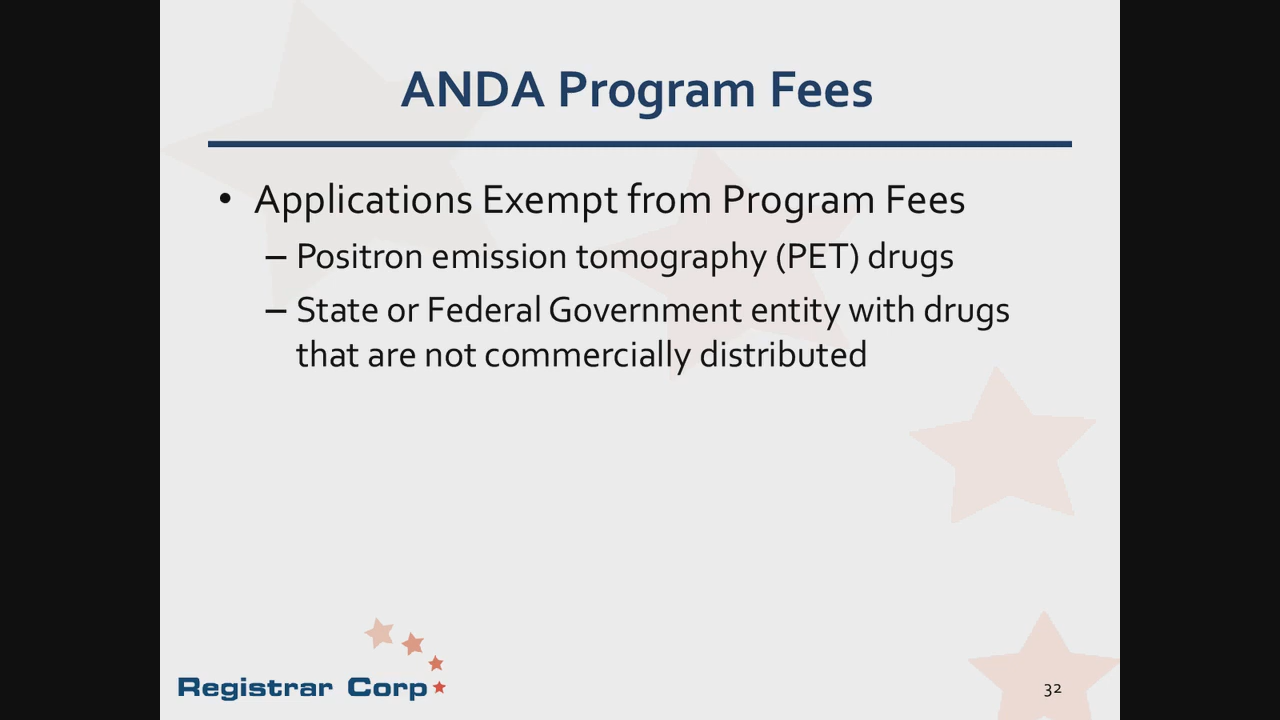 ANDA Program Fees
• Applications Exempt from Program Fees
– Positron emission tomography (PET) drugs
– State or Federal Government entity with drugs
that are not commercially distributed
Registrar Corp
32